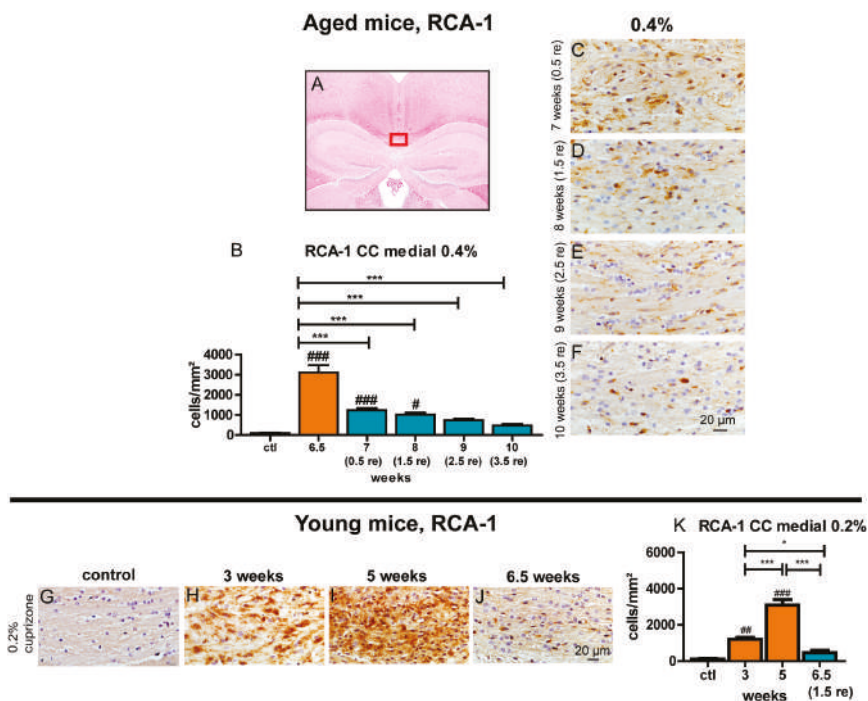 Aged mice, RCA-1
0.4%
A
B
RCA-1 CC medial 0.4%
***
***
***
***
###
###
#
cells/mm²
4000
3000
2000
1000
0
ctl
6.5
7
8
9
10
(0.5 re)
(1.5 re)
(2.5 re)
(3.5 re)
weeks
C
7 weeks (0.5 re)
D
8 weeks (1.5 re)
E
9 weeks (2.5 re)
F
10 weeks (3.5 re)
20 µm
Young mice, RCA-1
control
3 weeks
5 weeks
6.5 weeks
0.2%
cuprizone
G
H
I
J
20 µm
K
RCA-1 CC medial 0.2%
*
***
***
##
###
cells/mm²
6000
4000
2000
0
ctl
3
5
6.5
weeks
(1.5 re)